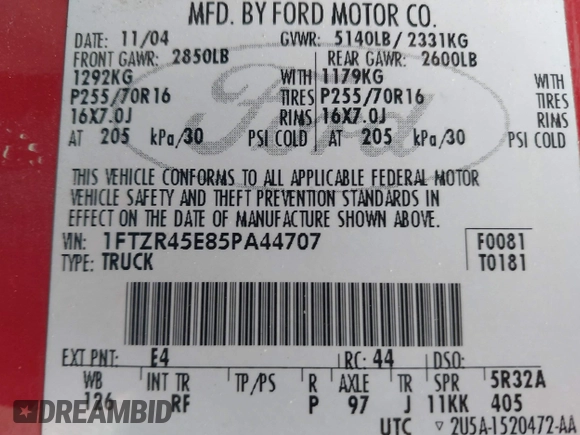 MFD. BY FORD MOTOR CO.
DATE: 11/04 GVWR: 5140LB/ 2331KG
FRONT GAWR: 2850LB REAR GAWR: 2600LB
1292KG WITH 1179KG WITH
P255/70R16 TIRES P255/70R16 TIRES
16X7.0J RIMS 16X7.0J RIMS
AT 205 kPa/30 PSI COLD AT 205 kPa/30 PSI COLD
Ford
THIS VEHICLE CONFORMS TO ALL APPLICABLE FEDERAL MOTOR
VEHICLE SAFETY AND THEFT PREVENTION STANDARDS IN
EFFECT ON THE DATE OF MANUFACTURE SHOWN ABOVE.
VIN: 1FTZR45E85PA44707 F0081
TYPE: TRUCK T0181
EXT PNT: E4 RC: 44 DSO:
WB INT TR TP/PS R AXLE TR SPR 5R32A
126 RF P 97 J 11KK 405
DREAMBID UTC ▽ 2U5A-1520472-AA